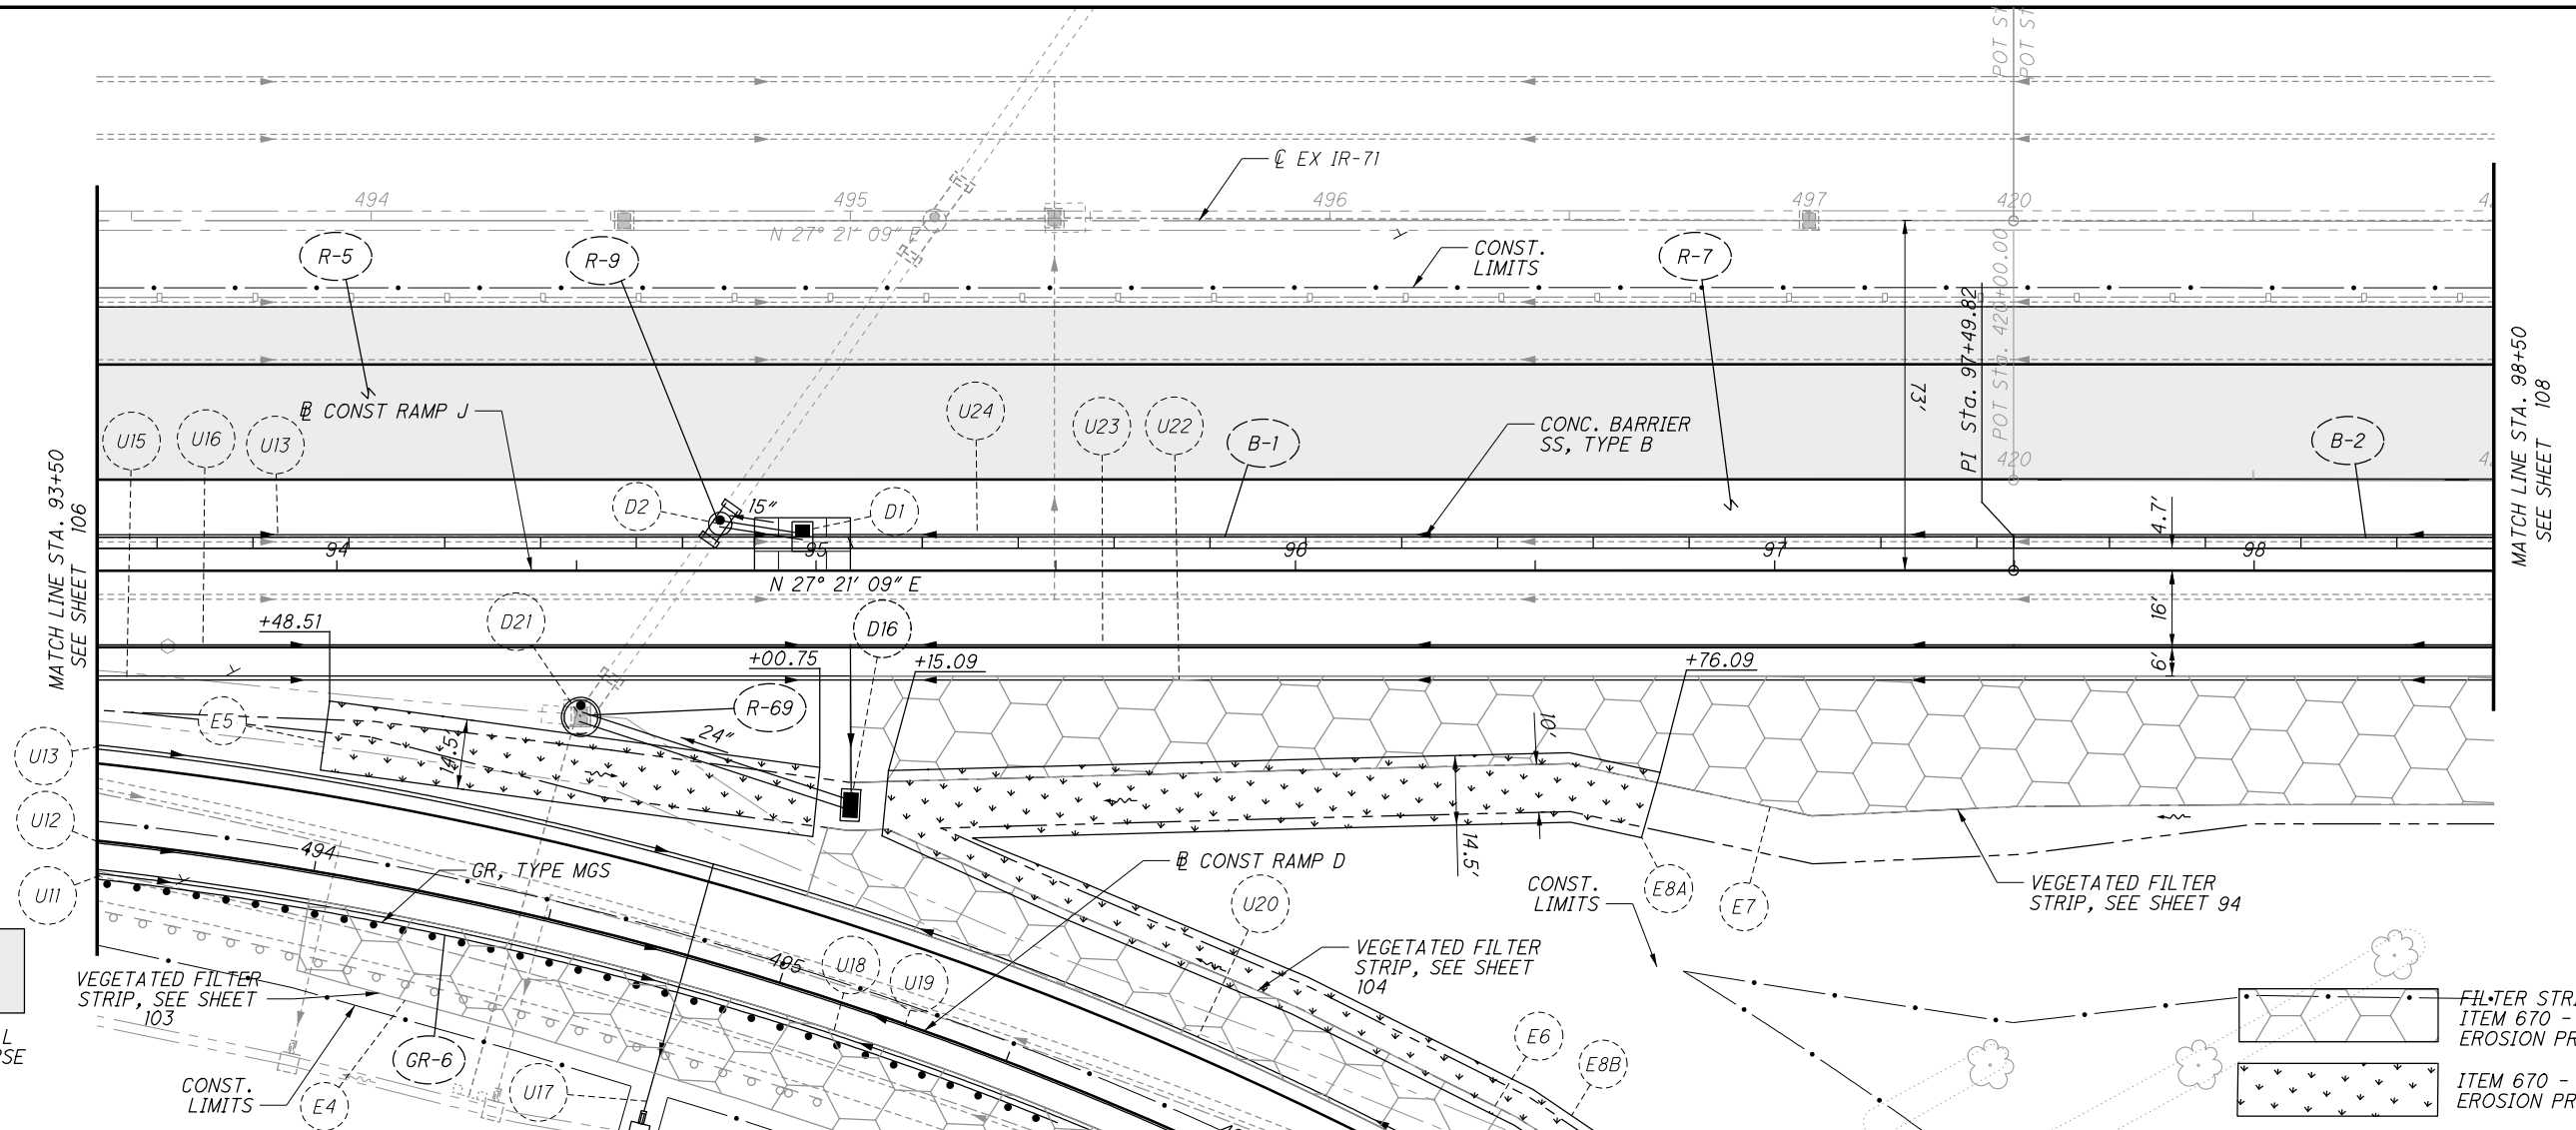 POT ST
POT ST
℄ EX IR-71
494
495
496
497
420
N 27° 21' 09" E
R-5
R-9
CONST.
LIMITS
R-7
73'
PI Sta. 97+49.82
POT Sta. 420+00.00
℄ CONST RAMP J
U15
U16
U13
U24
U23
U22
B-1
CONC. BARRIER
SS, TYPE B
420
B-2
MATCH LINE STA. 93+50
SEE SHEET 106
MATCH LINE STA. 98+50
SEE SHEET 108
D2
15"
D1
4.7'
94
95
96
97
98
N 27° 21' 09" E
16'
6'
+48.51
D21
D16
+00.75
+15.09
+76.09
E5
R-69
24"
14.5'
10'
14.5'
U13
U12
U11
494
GR, TYPE MGS
℄ CONST RAMP D
U20
CONST.
LIMITS
E8A
E7
VEGETATED FILTER
STRIP, SEE SHEET 94
VEGETATED FILTER
STRIP, SEE SHEET
104
495
U18
U19
VEGETATED FILTER
STRIP, SEE SHEET
103
GR-6
CONST.
LIMITS
E4
U17
E6
E8B
L
RSE
FILTER STRI
ITEM 670 -
EROSION PR
ITEM 670 -
EROSION PR